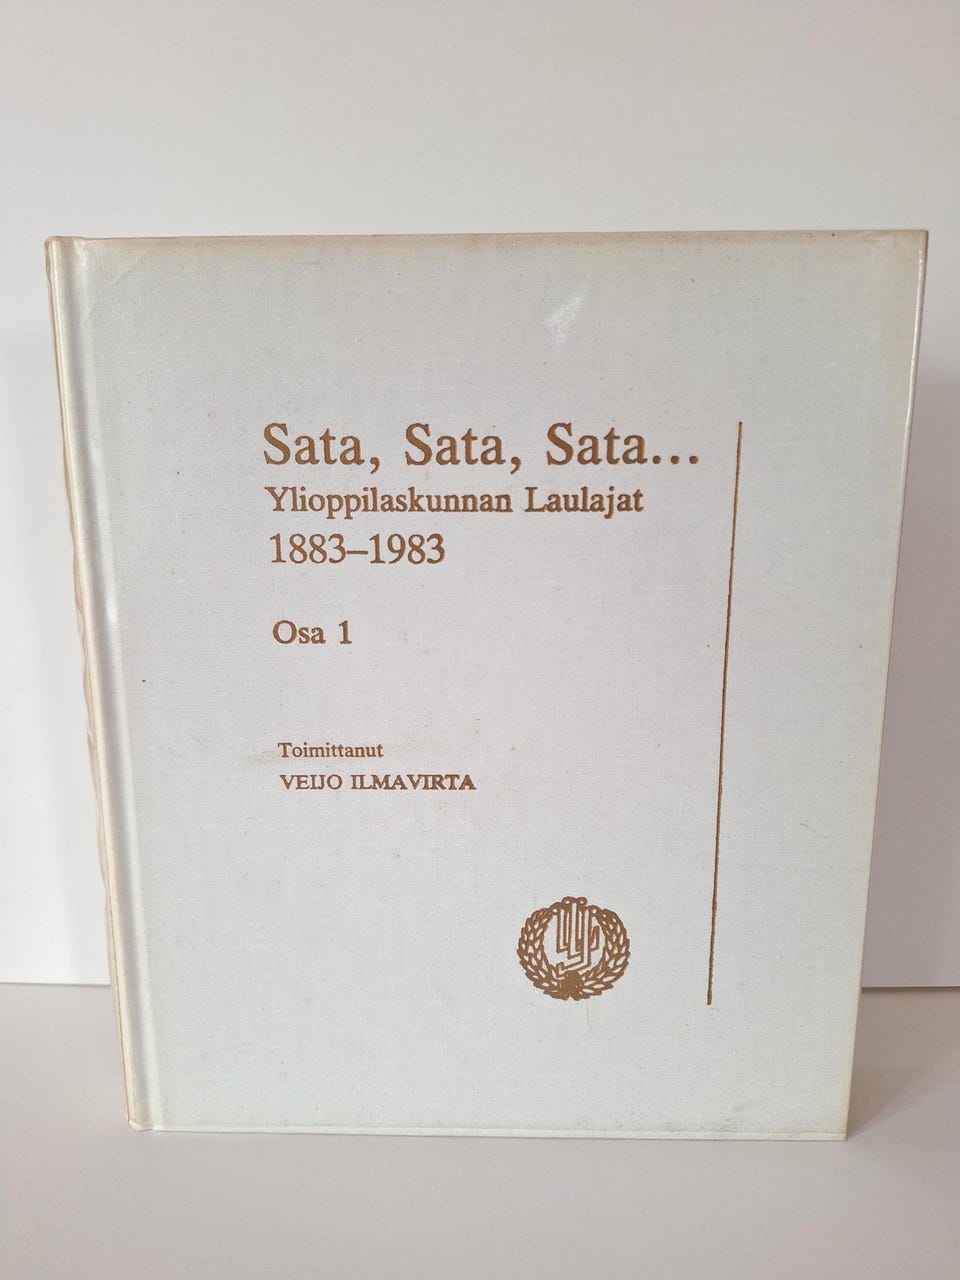 Sata, Sata, Sata...
Ylioppilaskunnan Laulajat
1883–1983
Osa 1
Toimittanut
VEIJO ILMAVIRTA